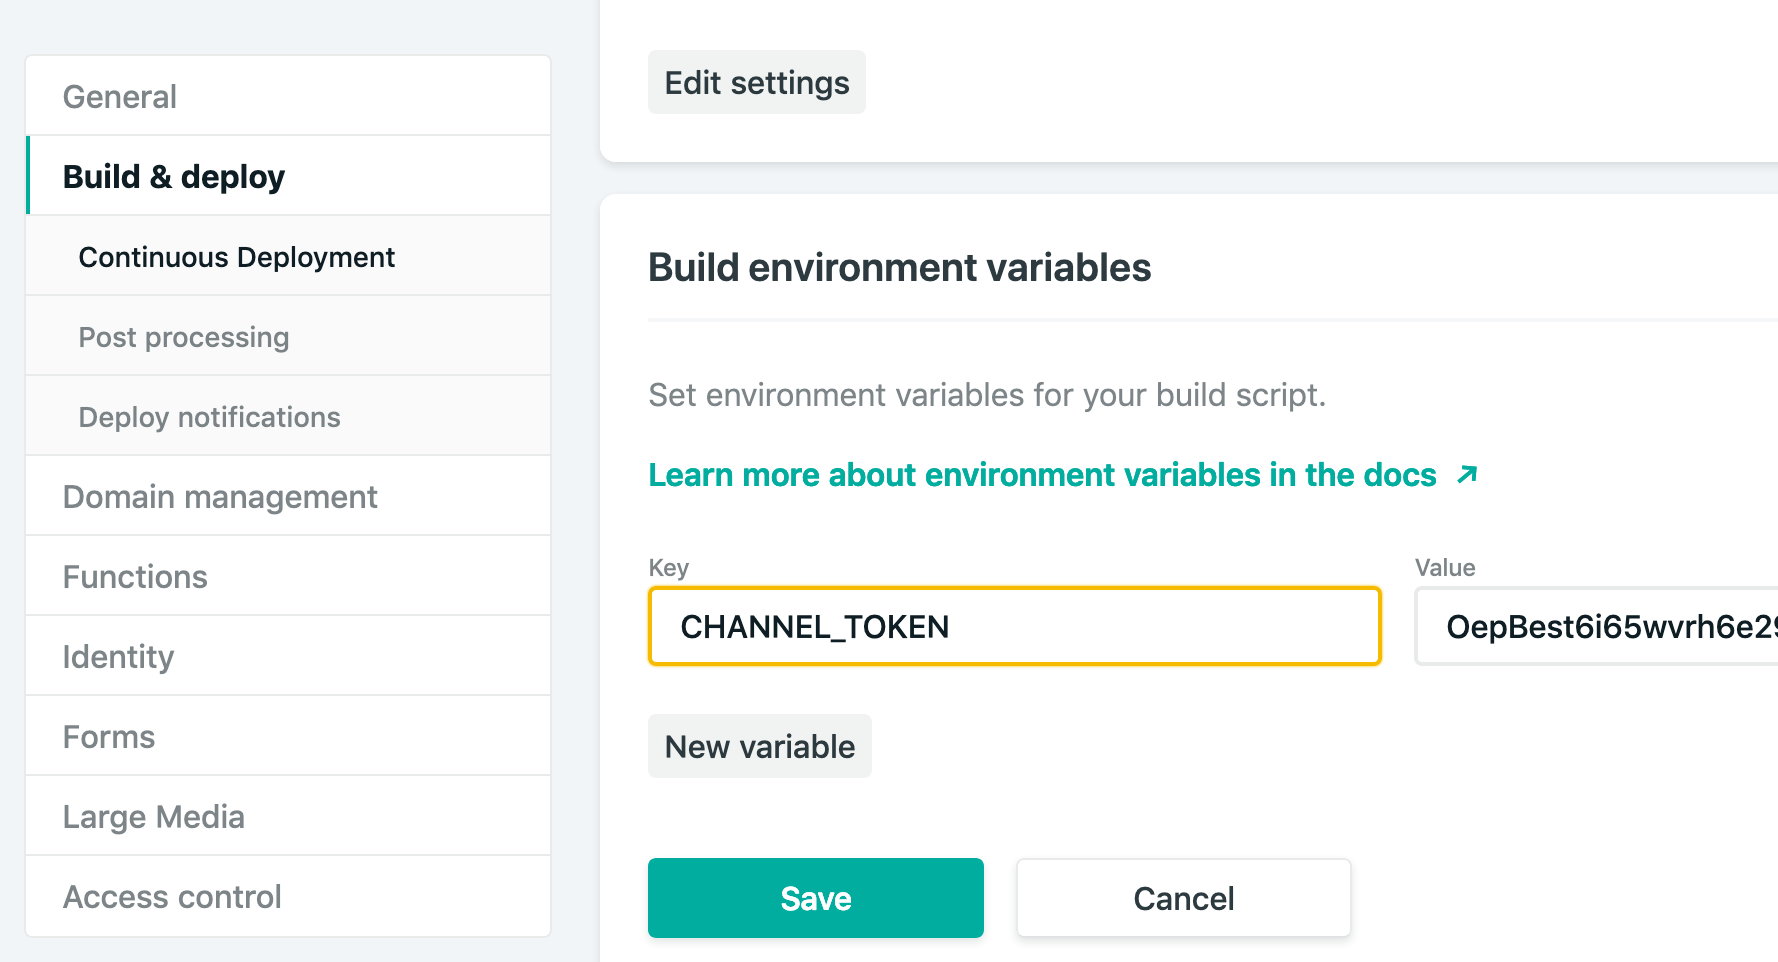 General
Build & deploy
Continuous Deployment
Post processing
Deploy notifications
Domain management
Functions
Identity
Forms
Large Media
Access control
Edit settings
Build environment variables
Set environment variables for your build script.
Learn more about environment variables in the docs
Key
Value
CHANNEL_TOKEN
OepBest6i65wvrh6e29
New variable
Save
Cancel